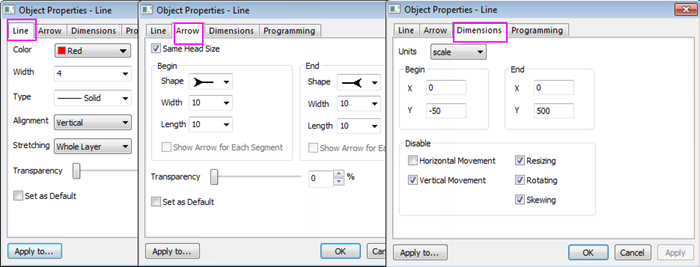 Object Properties - Line
Line Arrow Dimensions Pro
Color Red
Width 4
Type Solid
Alignment Vertical
Stretching Whole Layer
Transparency
Set as Default
Apply to...
Object Properties - Line
Line Arrow Dimensions Programming
Same Head Size
Begin End
Shape Shape
Width 10 Width 10
Length 10 Length 10
Show Arrow for Each Segment Show Arrow for Ea
Transparency 0 %
Set as Default
Apply to... OK Can
Object Properties - Line
Line Arrow Dimensions Programming
Units scale
Begin End
X 0 X 0
Y -50 Y 500
Disable
Horizontal Movement Resizing
Vertical Movement Rotating
Skewing
Apply to... OK Cancel Apply